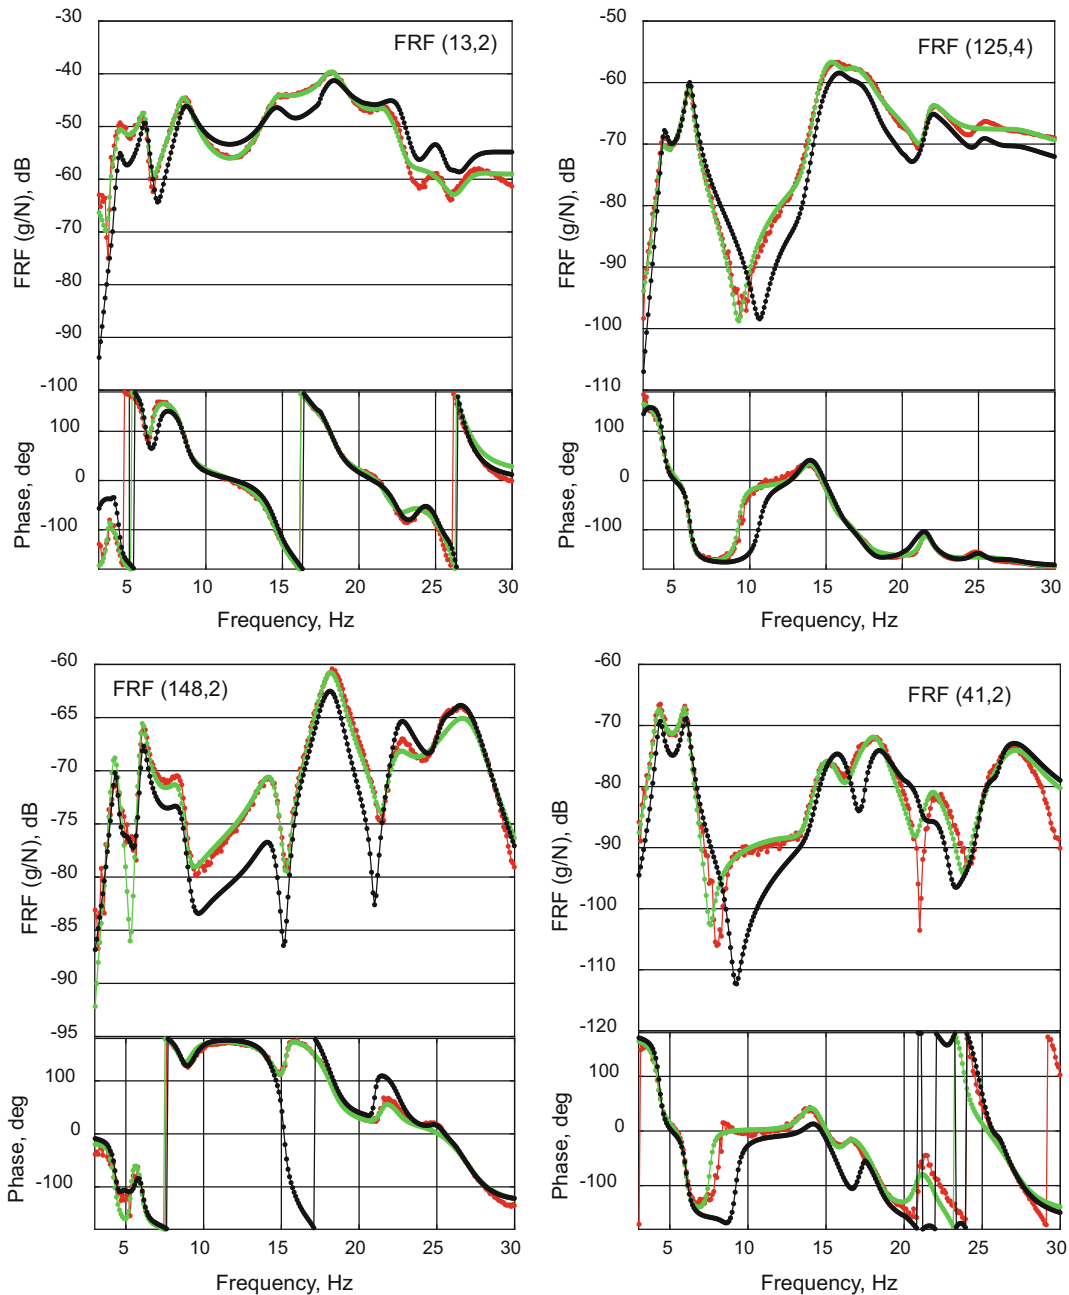 FRF (13,2)
FRF (g/N), dB
-30
-40
-50
-60
-70
-80
-90
-100
Phase, deg
100
0
-100
5 10 15 20 25 30
Frequency, Hz
FRF (125,4)
FRF (g/N), dB
-50
-60
-70
-80
-90
-100
-110
Phase, deg
100
0
-100
5 10 15 20 25 30
Frequency, Hz
FRF (148,2)
FRF (g/N), dB
-60
-65
-70
-75
-80
-85
-90
-95
Phase, deg
100
0
-100
5 10 15 20 25 30
Frequency, Hz
FRF (41,2)
FRF (g/N), dB
-60
-70
-80
-90
-100
-110
-120
Phase, deg
100
0
-100
5 10 15 20 25 30
Frequency, Hz